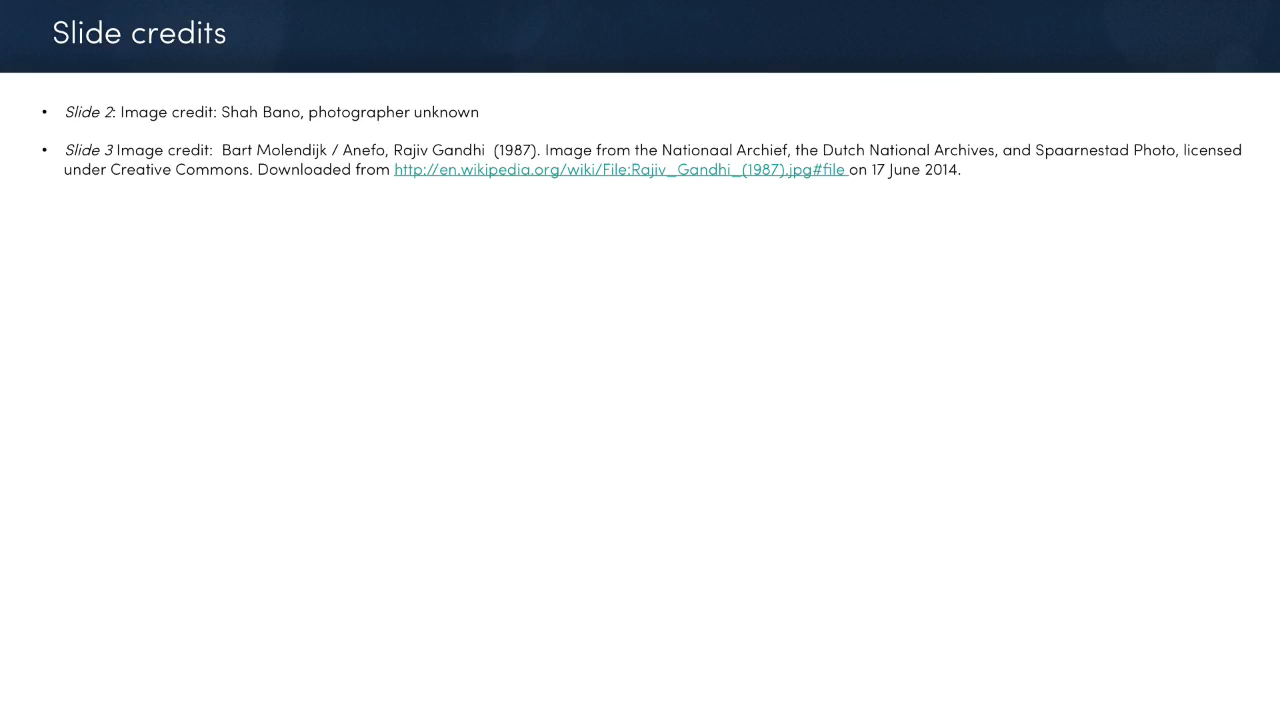 Slide credits
• Slide 2: Image credit: Shah Bano, photographer unknown
• Slide 3 Image credit:  Bart Molendijk / Anefo, Rajiv Gandhi  (1987). Image from the Nationaal Archief, the Dutch National Archives, and Spaarnestad Photo, licensed
under Creative Commons. Downloaded from http://en.wikipedia.org/wiki/File:Rajiv_Gandhi_(1987).jpg#file on 17 June 2014.